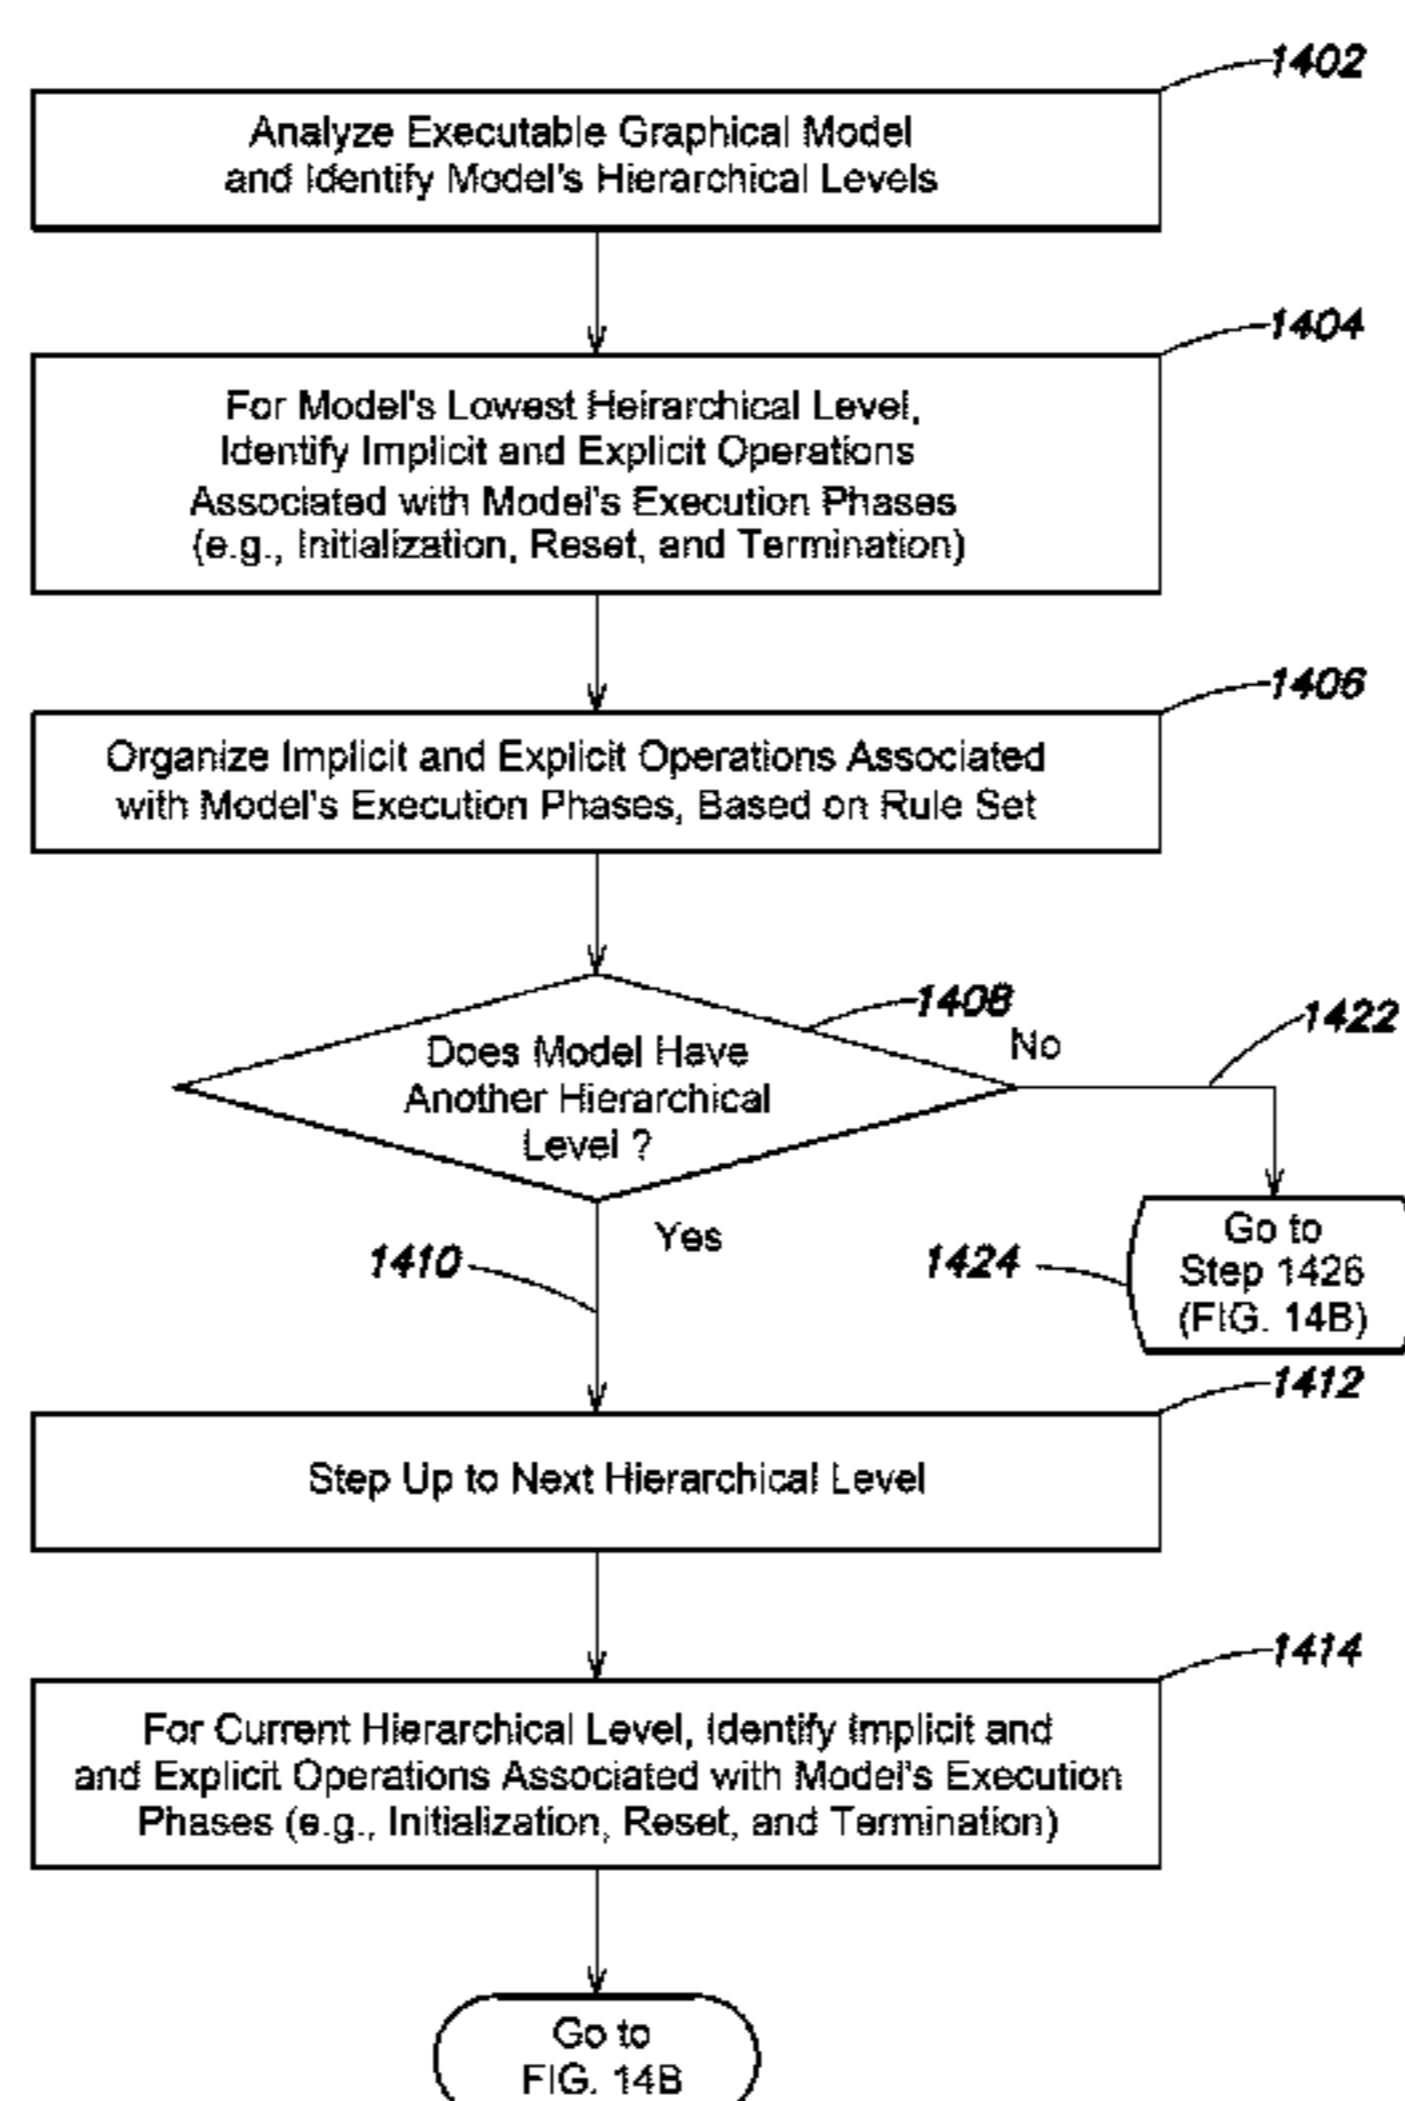 1402
Analyze Executable Graphical Model
and Identify Model's Hierarchical Levels
1404
For Model's Lowest Heirarchical Level,
Identify Implicit and Explicit Operations
Associated with Model's Execution Phases
(e.g., Initialization, Reset, and Termination)
1406
Organize Implicit and Explicit Operations Associated
with Model's Execution Phases, Based on Rule Set
1408
Does Model Have
Another Hierarchical
Level ?
No
1422
Yes
1410
1424
Go to
Step 1426
(FIG. 14B)
1412
Step Up to Next Hierarchical Level
1414
For Current Hierarchical Level, Identify Implicit and
and Explicit Operations Associated with Model's Execution
Phases (e.g., Initialization, Reset, and Termination)
Go to
FIG. 14B